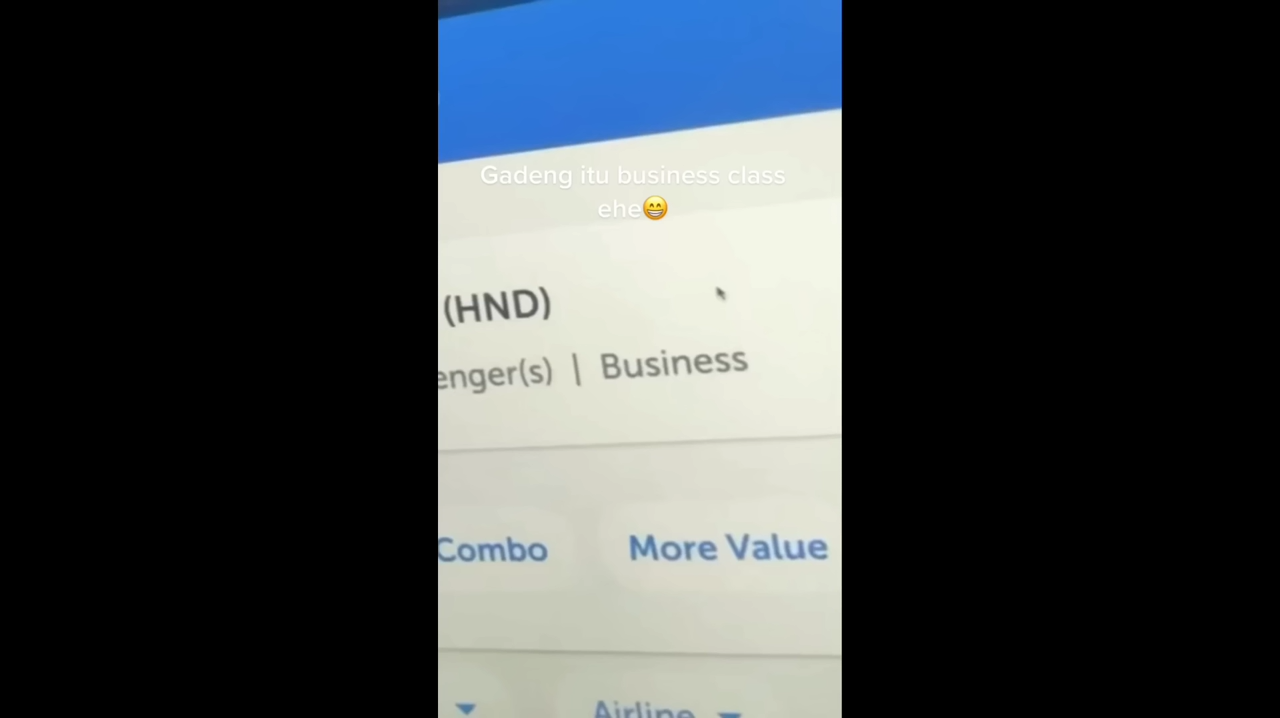 Gadeng itu business class
ehe😁
(HND)
enger(s) | Business
Combo
More Value
Airline